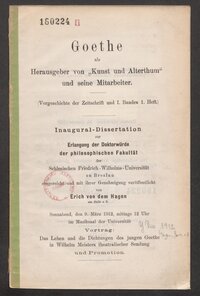 150224 II
Goethe
als
Herausgeber von „Kunst und Alterthum“
und seine Mitarbeiter.
(Vorgeschichte der Zeitschrift und I. Bandes 1. Heft.)
Inaugural-Dissertation
zur
Erlangung der Doktorwürde
der philosophischen Fakultät
der
Schlesischen Friedrich-Wilhelms-Universität
zu Breslau
eingereicht und mit ihrer Genehmigung veröffentlicht
von
Erich von dem Hagen
Sonnabend, den 9. März 1912, mittags 12 Uhr
im Musiksaal der Universität
Vortrag:
Das Leben und die Dichtungen des jungen Goethe
in Wilhelm Meisters theatralischer Sendung
und Promotion.